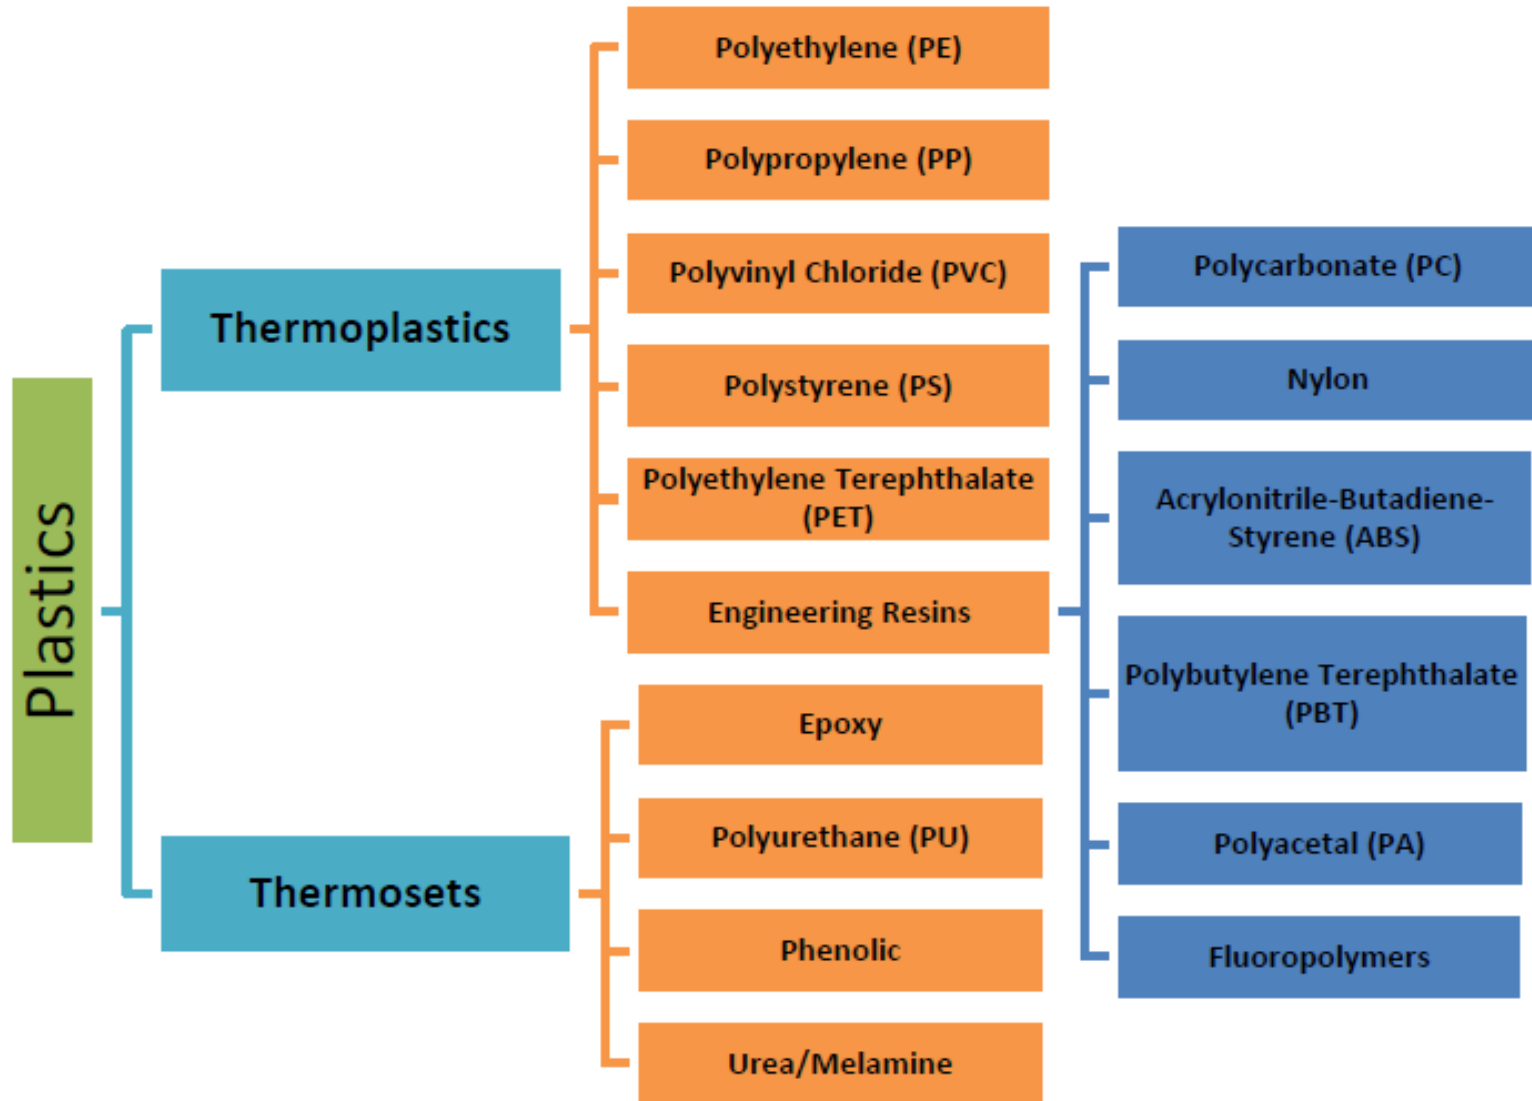 Plastics
Thermoplastics
Polyethylene (PE)
Polypropylene (PP)
Polyvinyl Chloride (PVC)
Polystyrene (PS)
Polyethylene Terephthalate
(PET)
Engineering Resins
Polycarbonate (PC)
Nylon
Acrylonitrile-Butadiene-
Styrene (ABS)
Polybutylene Terephthalate
(PBT)
Polyacetal (PA)
Fluoropolymers
Thermosets
Epoxy
Polyurethane (PU)
Phenolic
Urea/Melamine